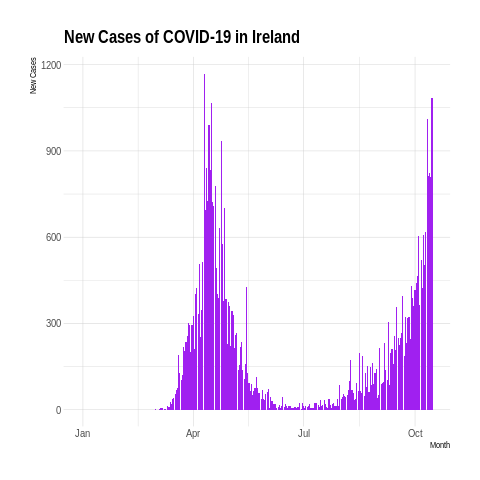 New Cases of COVID-19 in Ireland
New Cases
1200
900
600
300
0
Jan Apr Jul Oct
Month